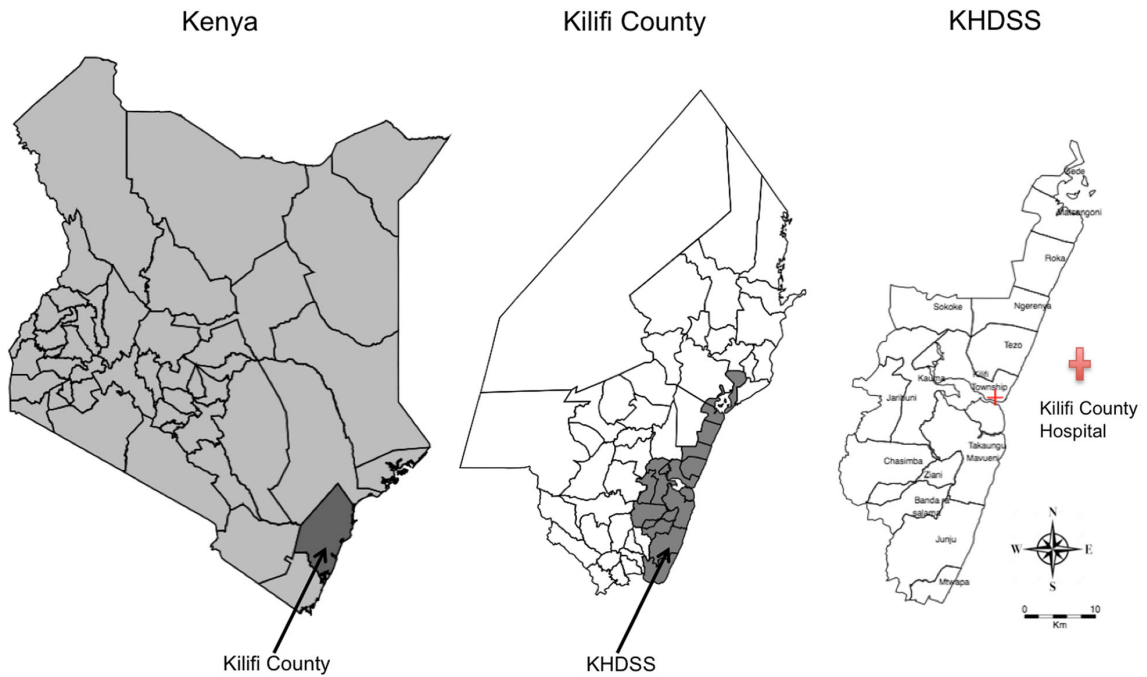 Kenya
Kilifi County
KHDSS
Gede
Matsangoni
Roka
Ngerenya
Sokoke
Tezo
Kilifi
Township
Kauma
Jaribuni
Kilifi County
Hospital
Takaungu
Mavueni
Chasimba
Ziani
Banda ra
salama
Junju
Mtwapa
N
W
E
S
0
10
Km
Kilifi County
KHDSS